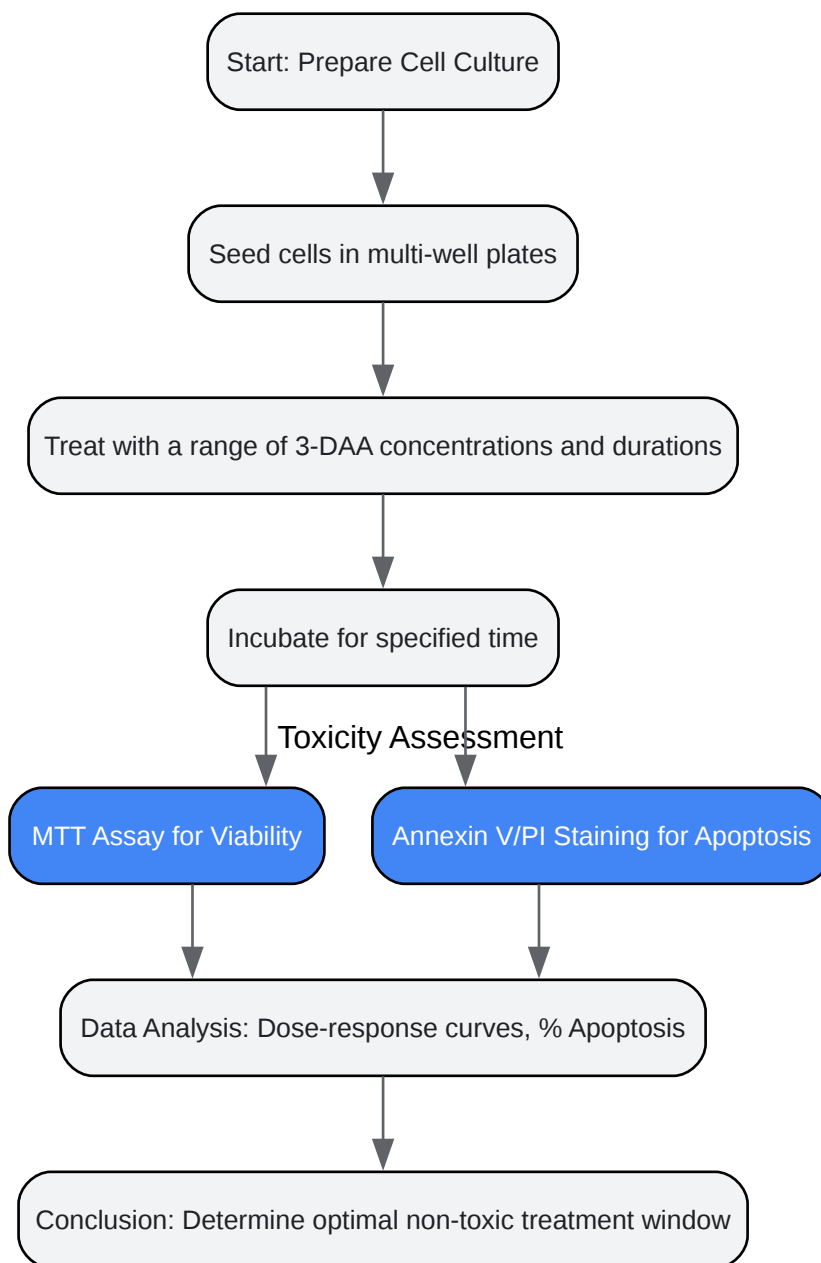 Start: Prepare Cell Culture
Seed cells in multi-well plates
Treat with a range of 3-DAA concentrations and durations
Incubate for specified time
Toxicity Assessment
MTT Assay for Viability
Annexin V/PI Staining for Apoptosis
Data Analysis: Dose-response curves, % Apoptosis
Conclusion: Determine optimal non-toxic treatment window